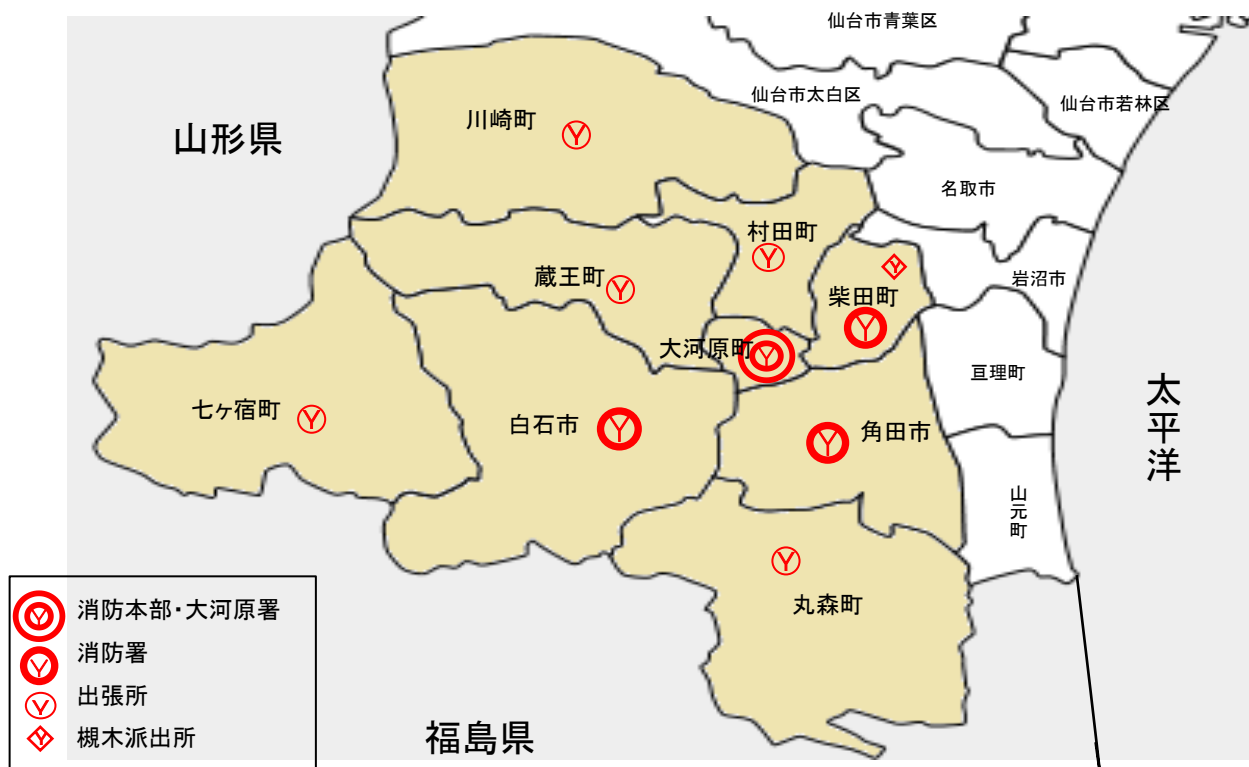 仙台市青葉区
仙台市太白区
仙台市若林区
川崎町
山形県
名取市
村田町
蔵王町
岩沼市
柴田町
大河原町
亘理町
太平洋
七ヶ宿町
白石市
角田市
山元町
丸森町
消防本部・大河原署
消防署
出張所
槻木派出所
福島県